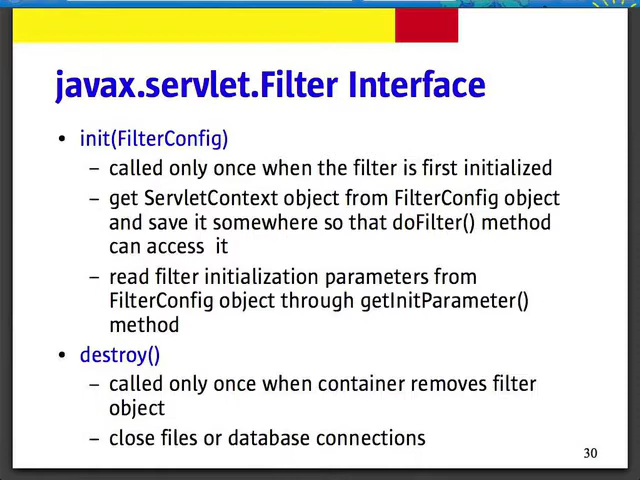 javax.servlet.Filter Interface
• init(FilterConfig)
– called only once when the filter is first initialized
– get ServletContext object from FilterConfig object
and save it somewhere so that doFilter() method
can access it
– read filter initialization parameters from
FilterConfig object through getInitParameter()
method
• destroy()
– called only once when container removes filter
object
– close files or database connections
30